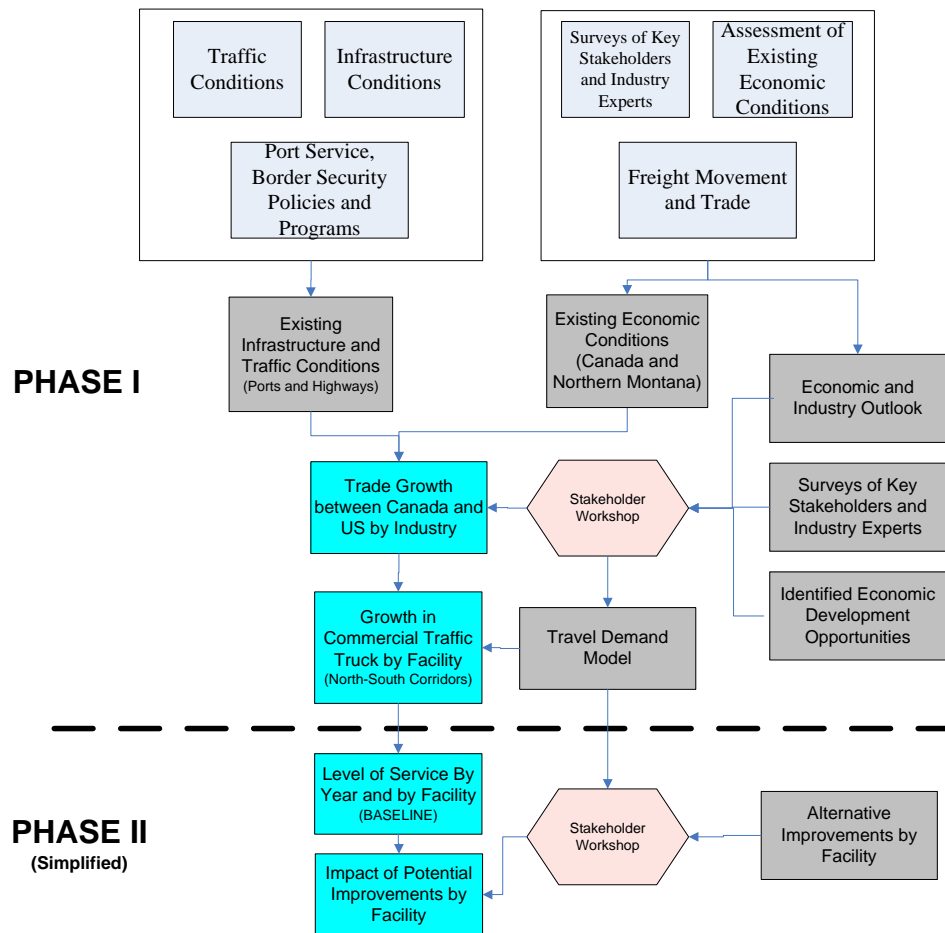 Traffic
Conditions
Infrastructure
Conditions
Port Service,
Border Security
Policies and
Programs
Surveys of Key
Stakeholders
and Industry
Experts
Assessment of
Existing
Economic
Conditions
Freight Movement
and Trade
PHASE I
Existing
Infrastructure and
Traffic Conditions
(Ports and Highways)
Existing Economic
Conditions
(Canada and
Northern Montana)
Economic and
Industry Outlook
Trade Growth
between Canada and
US by Industry
Stakeholder
Workshop
Surveys of Key
Stakeholders and
Industry Experts
Growth in
Commercial Traffic
Truck by Facility
(North-South Corridors)
Travel Demand
Model
Identified Economic
Development
Opportunities
PHASE II
(Simplified)
Level of Service By
Year and by Facility
(BASELINE)
Stakeholder
Workshop
Alternative
Improvements by
Facility
Impact of Potential
Improvements by
Facility